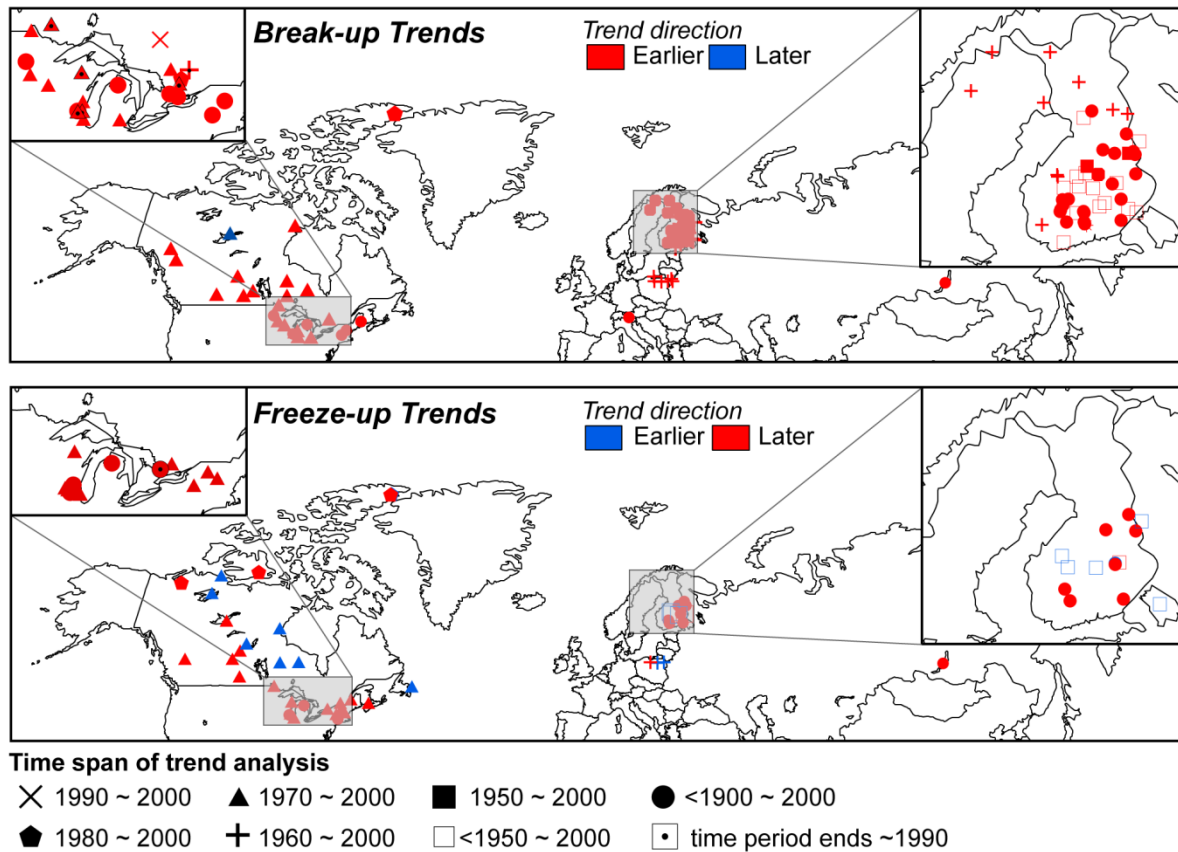 Break-up Trends
Trend direction
Earlier Later
Freeze-up Trends
Trend direction
Earlier Later
Time span of trend analysis
1990 ~ 2000 1970 ~ 2000 1950 ~ 2000 <1900 ~ 2000
1980 ~ 2000 1960 ~ 2000 <1950 ~ 2000 time period ends ~1990